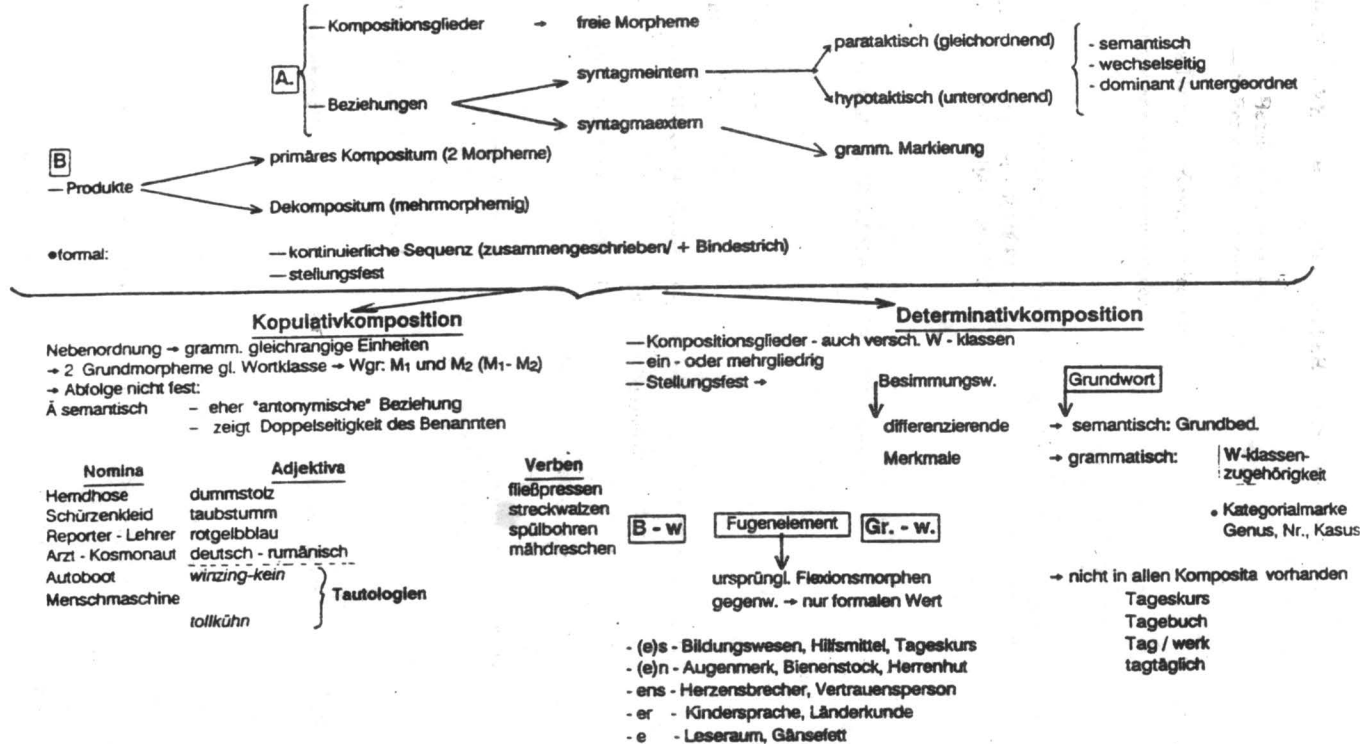 — Kompositionsglieder → freie Morpheme
A.
— Beziehungen
syntagmeintern
syntagmaextern
parataktisch (gleichordnend)
hypotaktisch (unterordnend)
- semantisch
- wechselseitig
- dominant / untergeordnet
gramm. Markierung
B
— Produkte
primäres Kompositum (2 Morpheme)
Dekompositum (mehrmorphemig)
•formal:
— kontinuierliche Sequenz (zusammengeschrieben/ + Bindestrich)
— stellungsfest
Kopulativkomposition
Nebenordnung → gramm. gleichrangige Einheiten
→ 2 Grundmorpheme gl. Wortklasse → Wgr: M1 und M2 (M1- M2)
→ Abfolge nicht fest:
Ä semantisch – eher "antonymische" Beziehung
– zeigt Doppelseitigkeit des Benannten
Nomina
Hemdhose
Schürzenkleid
Reporter - Lehrer
Arzt - Kosmonaut
Autoboot
Menschmaschine
Adjektiva
dummstolz
taubstumm
rotgelbblau
deutsch - rumänisch
winzing-kein
tollkühn
Tautologien
Verben
fließpressen
streckwalzen
spülbohren
mähdreschen
Determinativkomposition
— Kompositionsglieder - auch versch. W - klassen
— ein - oder mehrgliedrig
— Stellungsfest →
Besimmungsw.
differenzierende
Merkmale
Grundwort
→ semantisch: Grundbed.
→ grammatisch:
W-klassen-
zugehörigkeit
• Kategorialmarke
Genus, Nr., Kasus
B - w
Fugenelement
Gr. - w.
ursprüngl. Flexionsmorphen
gegenw. → nur formalen Wert
→ nicht in allen Komposita vorhanden
Tageskurs
Tagebuch
Tag / werk
tagtäglich
- (e)s - Bildungswesen, Hilfsmittel, Tageskurs
- (e)n - Augenmerk, Bienenstock, Herrenhut
- ens - Herzensbrecher, Vertrauensperson
- er - Kindersprache, Länderkunde
- e - Leseraum, Gänsefett